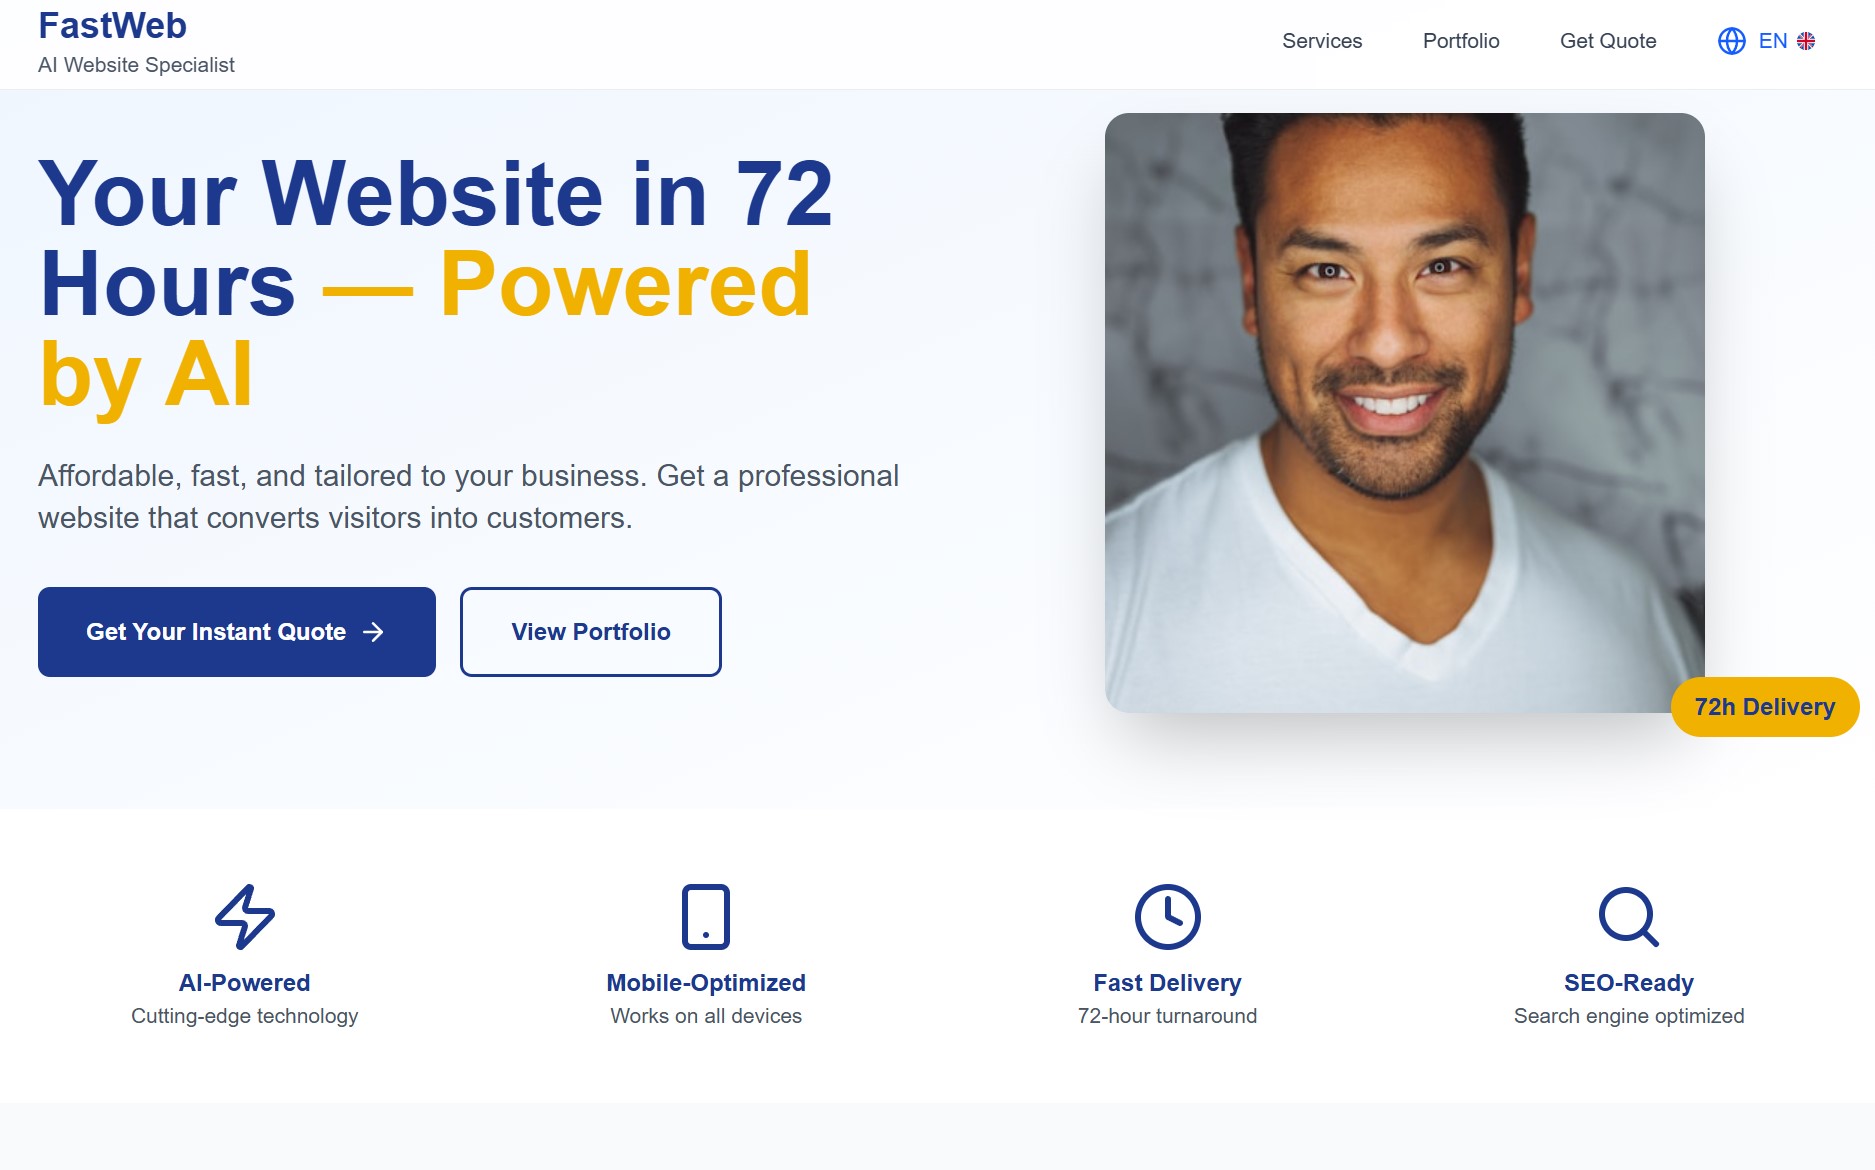 FastWeb
AI Website Specialist
Services
Portfolio
Get Quote
EN
Your Website in 72
Hours — Powered
by AI
Affordable, fast, and tailored to your business. Get a professional
website that converts visitors into customers.
Get Your Instant Quote →
View Portfolio
72h Delivery
AI-Powered
Cutting-edge technology
Mobile-Optimized
Works on all devices
Fast Delivery
72-hour turnaround
SEO-Ready
Search engine optimized